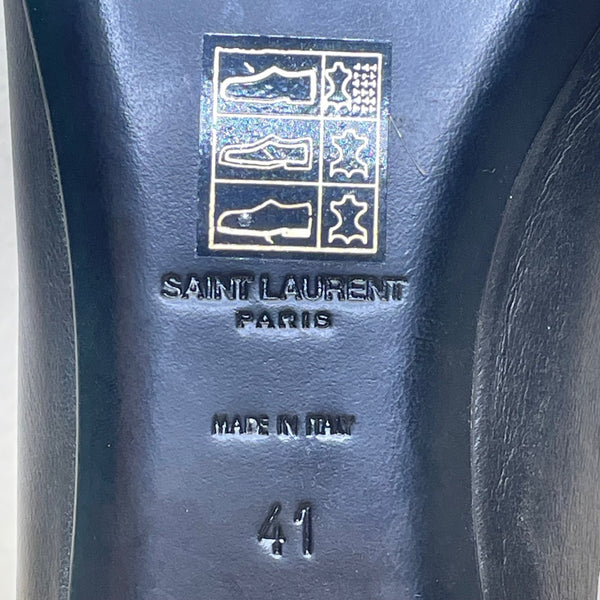 SAINT LAURENT
PARIS
MADE IN ITALY
41